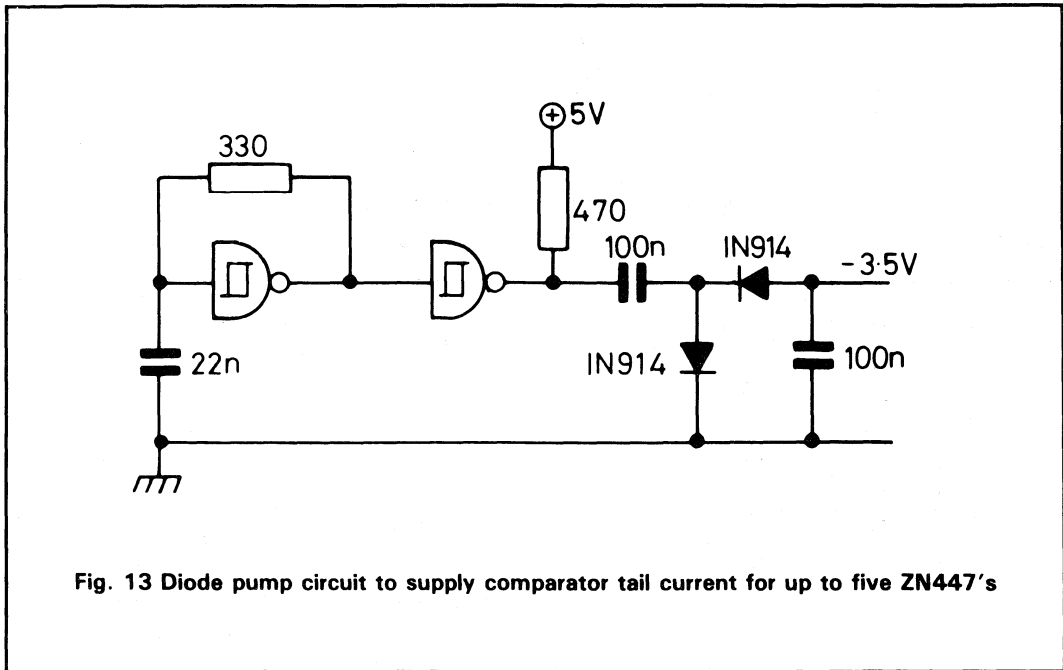 5V
330
470
100n
IN914
-3·5V
22n
IN914
100n
Fig. 13 Diode pump circuit to supply comparator tail current for up to five ZN447's